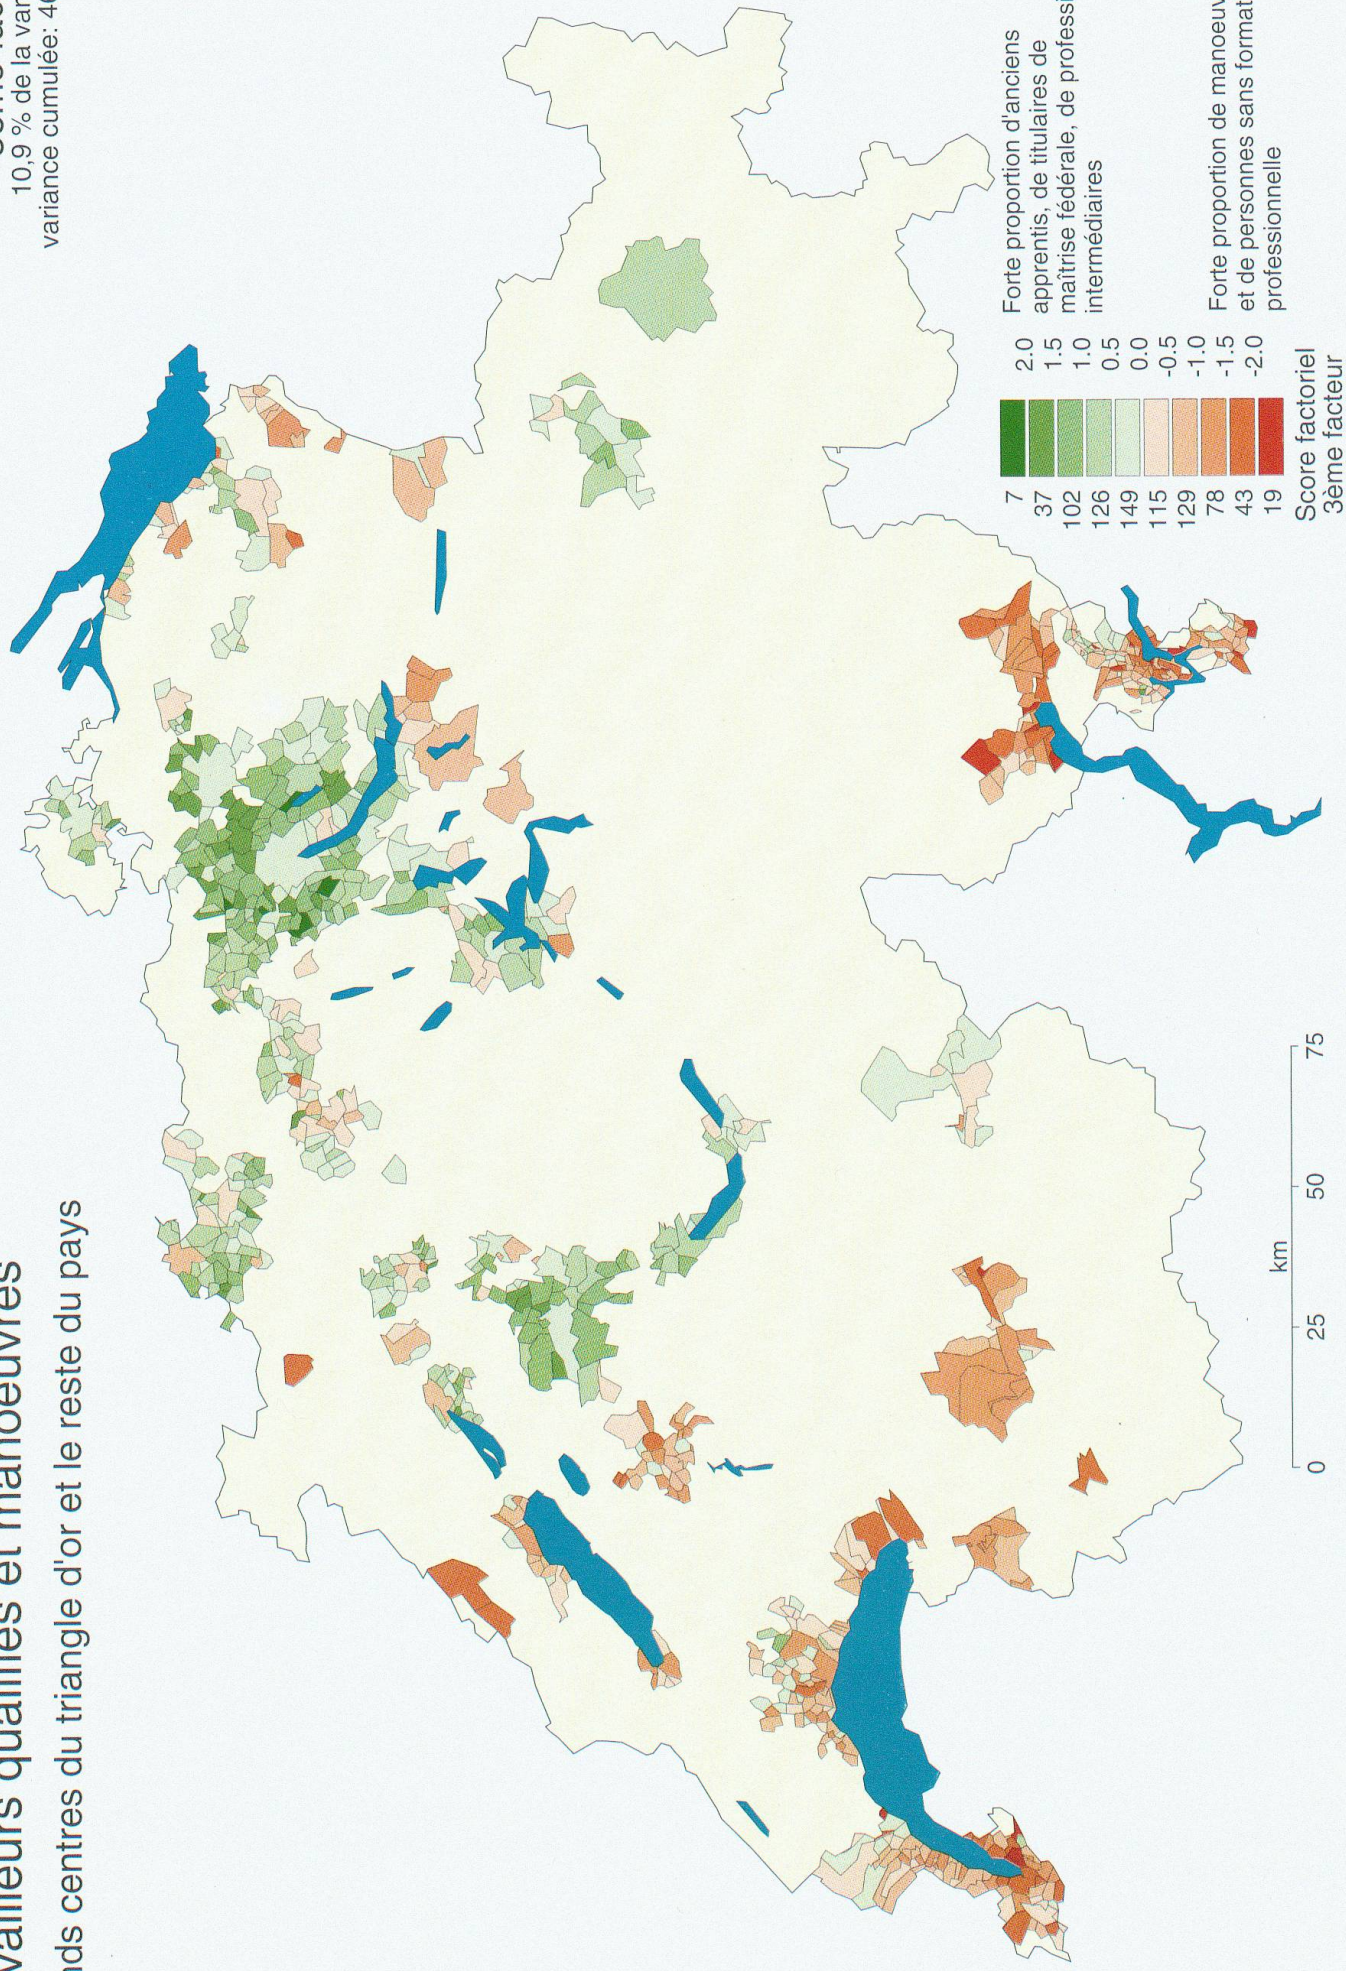 vailleurs qualifiés et manoeuvres
nds centres du triangle d'or et le reste du pays
10,9 % de la var
variance cumulée: 4
7
37
102
126
149
115
129
78
43
19
2.0
1.5
1.0
0.5
0.0
-0.5
-1.0
-1.5
-2.0
Forte proportion d'anciens
apprentis, de titulaires de
maîtrise fédérale, de professi
intermédiaires
Forte proportion de manoeuv
et de personnes sans format
professionnelle
Score factoriel
3ème facteur
km
0 25 50 75